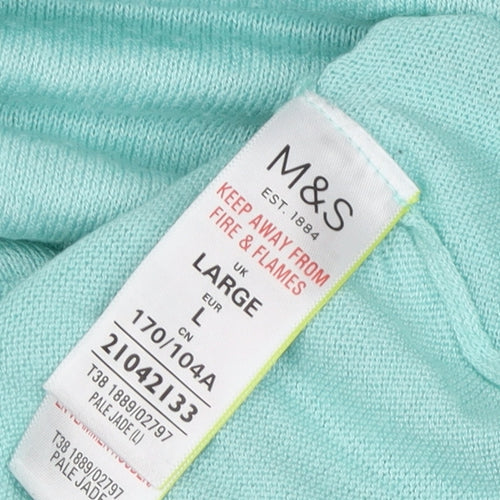 M&S
EST. 1884
KEEP AWAY FROM
FIRE & FLAMES
UK
LARGE
EUR
L
CN
170/104A
21042133
T38 1889/02797
PALE JADE (L)
T38 1889/02797
PALE JADE (L)